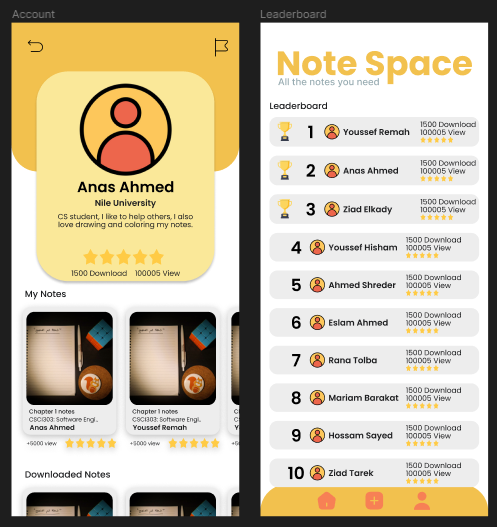 Account
Anas Ahmed
Nile University
CS student, I like to help others, I also
love drawing and coloring my notes.
1500 Download 100005 View
My Notes
Chapter 1 notes
CSCI303: Software Engi..
Anas Ahmed
+5000 view
Chapter 1 notes
CSCI303: Software Engi..
Youssef Remah
+5000 view
Downloaded Notes
Leaderboard
Note Space
All the notes you need
Leaderboard
1 Youssef Remah 1500 Download
100005 View
2 Anas Ahmed 1500 Download
100005 View
3 Ziad Elkady 1500 Download
100005 View
4 Youssef Hisham 1500 Download
100005 View
5 Ahmed Shreder 1500 Download
100005 View
6 Eslam Ahmed 1500 Download
100005 View
7 Rana Tolba 1500 Download
100005 View
8 Mariam Barakat 1500 Download
100005 View
9 Hossam Sayed 1500 Download
100005 View
10 Ziad Tarek 1500 Download
100005 View